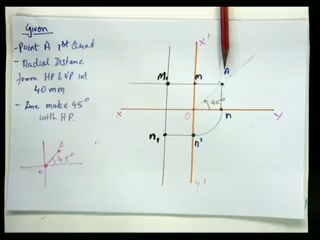 Given
- Point A 1st Quad
- Radial Distance
from HP & VP int
40 mm
- Line make 45°
with HP.
A
45°
o
x'
M1
m
A
45°
x
O
n
y
n1
n'
y'